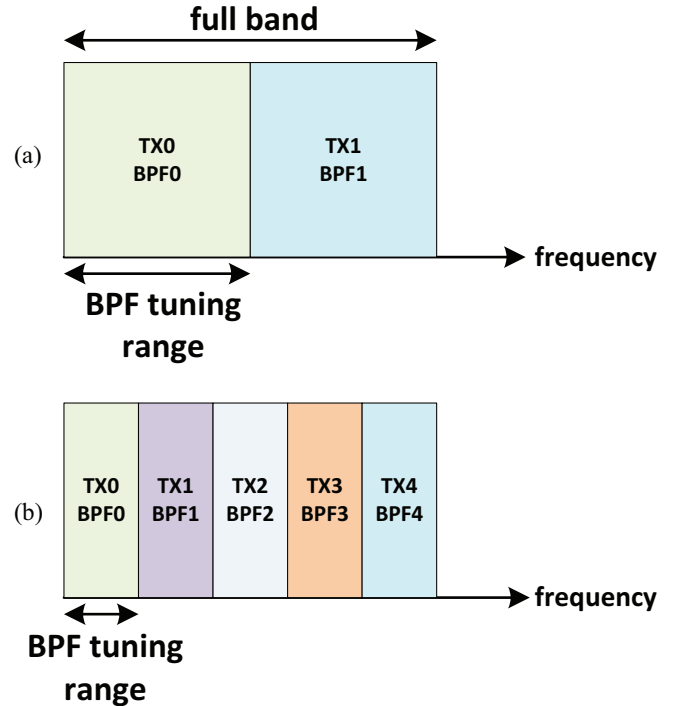 full band
(a)
TX0
BPF0
TX1
BPF1
frequency
BPF tuning
range
(b)
TX0
BPF0
TX1
BPF1
TX2
BPF2
TX3
BPF3
TX4
BPF4
frequency
BPF tuning
range